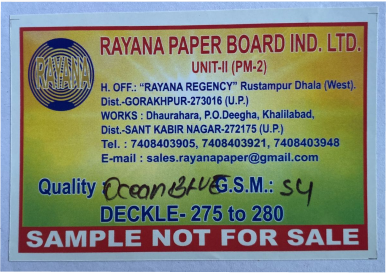 RAYANA PAPER BOARD IND. LTD.
UNIT-II (PM-2)
RAYANA
H. OFF.: "RAYANA REGENCY" Rustampur Dhala (West).
Dist.-GORAKHPUR-273016 (U.P.)
WORKS : Dhaurahara, P.O.Deegha, Khalilabad,
Dist.-SANT KABIR NAGAR-272175 (U.P.)
Tel. : 7408403905, 7408403921, 7408403948
E-mail : sales.rayanapaper@gmail.com
Quality : Ocean BLUE G.S.M.: 54
DECKLE- 275 to 280
SAMPLE NOT FOR SALE